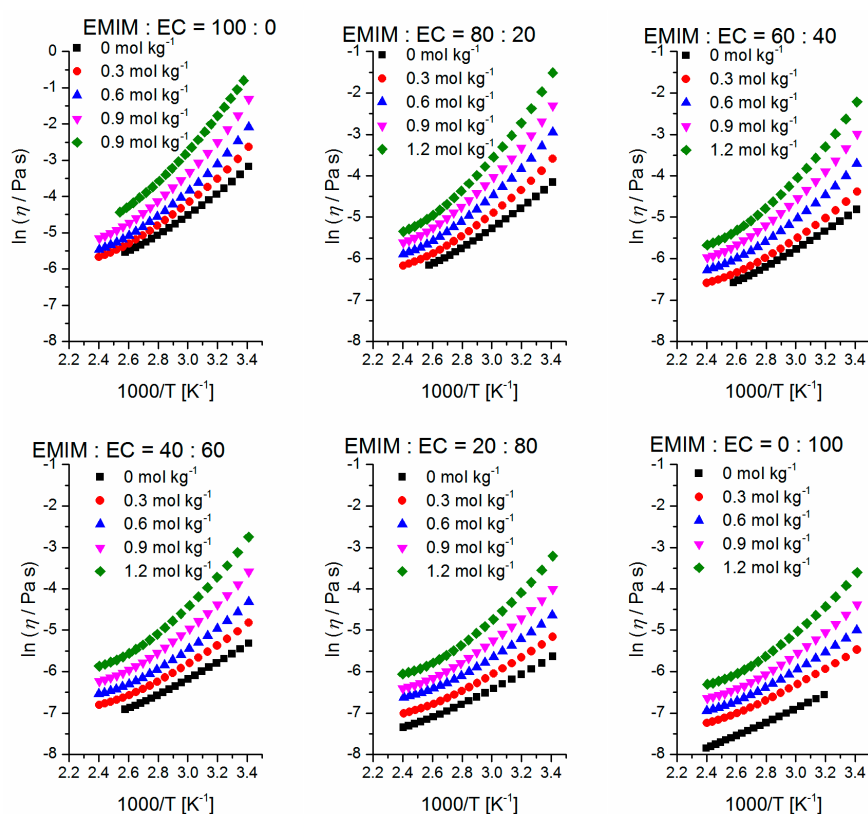 EMIM : EC = 100 : 0
0 mol kg-1
0.3 mol kg-1
0.6 mol kg-1
0.9 mol kg-1
0.9 mol kg-1
0
-1
-2
-3
-4
-5
-6
-7
-8
ln (η / Pa s)
2.2 2.4 2.6 2.8 3.0 3.2 3.4
1000/T [K-1]
EMIM : EC = 80 : 20
0 mol kg-1
0.3 mol kg-1
0.6 mol kg-1
0.9 mol kg-1
1.2 mol kg-1
-1
-2
-3
-4
-5
-6
-7
-8
ln (η / Pa s)
2.2 2.4 2.6 2.8 3.0 3.2 3.4
1000/T [K-1]
EMIM : EC = 60 : 40
0 mol kg-1
0.3 mol kg-1
0.6 mol kg-1
0.9 mol kg-1
1.2 mol kg-1
-1
-2
-3
-4
-5
-6
-7
-8
ln (η / Pa s)
2.2 2.4 2.6 2.8 3.0 3.2 3.4
1000/T [K-1]
EMIM : EC = 40 : 60
0 mol kg-1
0.3 mol kg-1
0.6 mol kg-1
0.9 mol kg-1
1.2 mol kg-1
-1
-2
-3
-4
-5
-6
-7
-8
ln (η / Pa s)
2.2 2.4 2.6 2.8 3.0 3.2 3.4
1000/T [K-1]
EMIM : EC = 20 : 80
0 mol kg-1
0.3 mol kg-1
0.6 mol kg-1
0.9 mol kg-1
1.2 mol kg-1
-1
-2
-3
-4
-5
-6
-7
-8
ln (η / Pa s)
2.2 2.4 2.6 2.8 3.0 3.2 3.4
1000/T [K-1]
EMIM : EC = 0 : 100
0 mol kg-1
0.3 mol kg-1
0.6 mol kg-1
0.9 mol kg-1
1.2 mol kg-1
-1
-2
-3
-4
-5
-6
-7
-8
ln (η / Pa s)
2.2 2.4 2.6 2.8 3.0 3.2 3.4
1000/T [K-1]